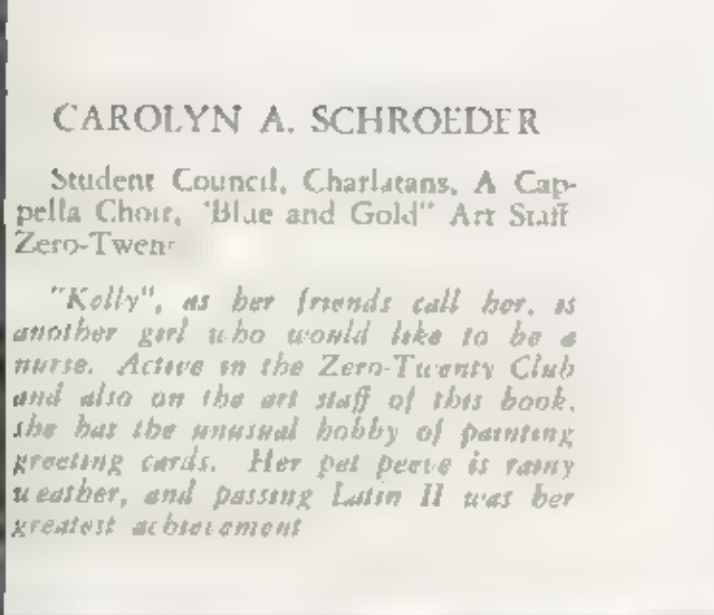 CAROLYN A. SCHROEDER
Student Council, Charlatans, A Cap-
pella Choir, "Blue and Gold" Art Staff
Zero-Twenty
"Kelly", as her friends call her, is
another girl who would like to be a
nurse. Active in the Zero-Twenty Club
and also on the art staff of this book,
she has the unusual hobby of painting
greeting cards. Her pet peeve is rainy
weather, and passing Latin II was her
greatest achievement